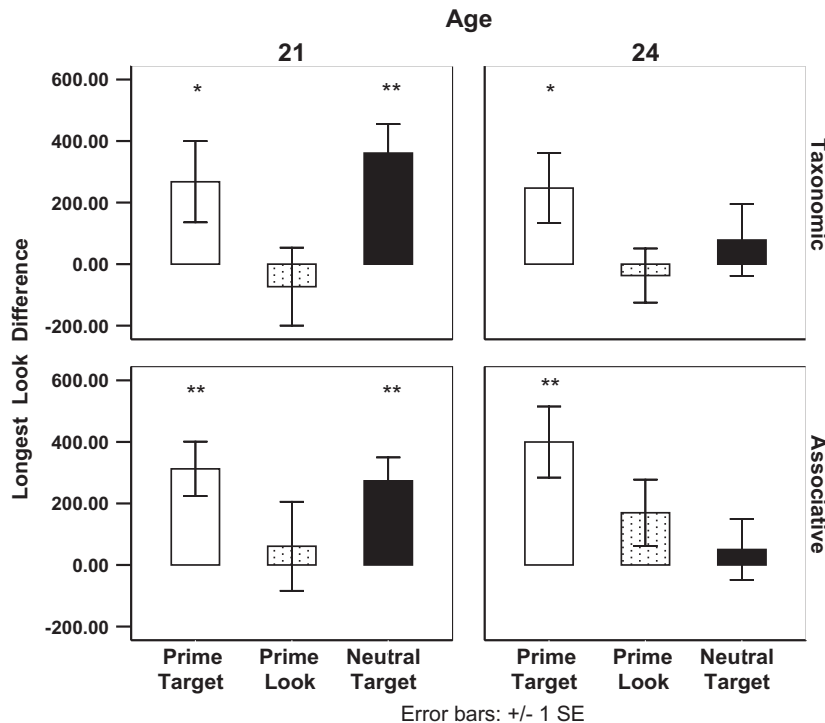 Age
21
24
Longest Look Difference
600.00
400.00
200.00
0.00
-200.00
*
**
*
Taxonomic
600.00
400.00
200.00
0.00
-200.00
**
**
**
Associative
Prime Target
Prime Look
Neutral Target
Prime Target
Prime Look
Neutral Target
Error bars: +/- 1 SE